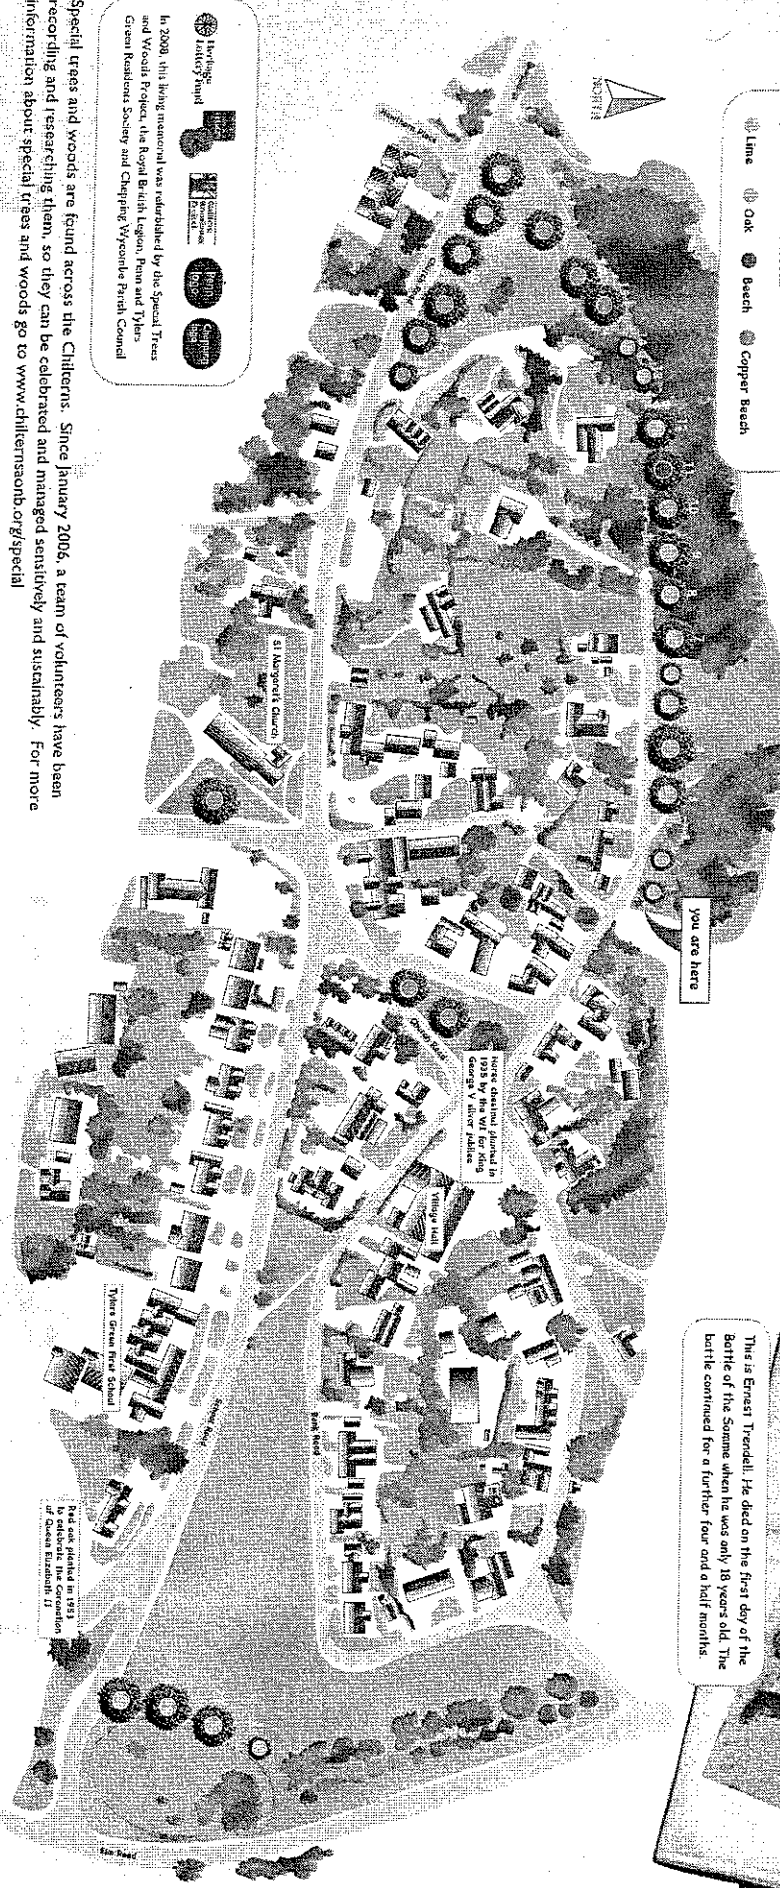 Lime
Oak
Beech
Copper Beech
you are here
This is Ernest Trendell. He died on the first day of the
Battle of the Somme when he was only 18 years old. The
battle continued for a further four and a half months.
Horse chestnut planted in
1935 by the WI for King
George V silver jubilee
Church Road
Village Hall
St Margaret's Church
Tylers Green First School
School Road
Red oak planted in 1953
to celebrate the Coronation
of Queen Elizabeth II
Elm Road
Heritage
Lottery Fund
In 2008, this living memorial was refurbished by the Special Trees
and Woods Project, the Royal British Legion, Penn and Tylers
Green Residents Society and Chepping Wycombe Parish Council
Special trees and woods are found across the Chilterns. Since January 2006, a team of volunteers have been
recording and researching them, so they can be celebrated and managed sensitively and sustainably. For more
information about special trees and woods go to www.chilternsaonb.org/special